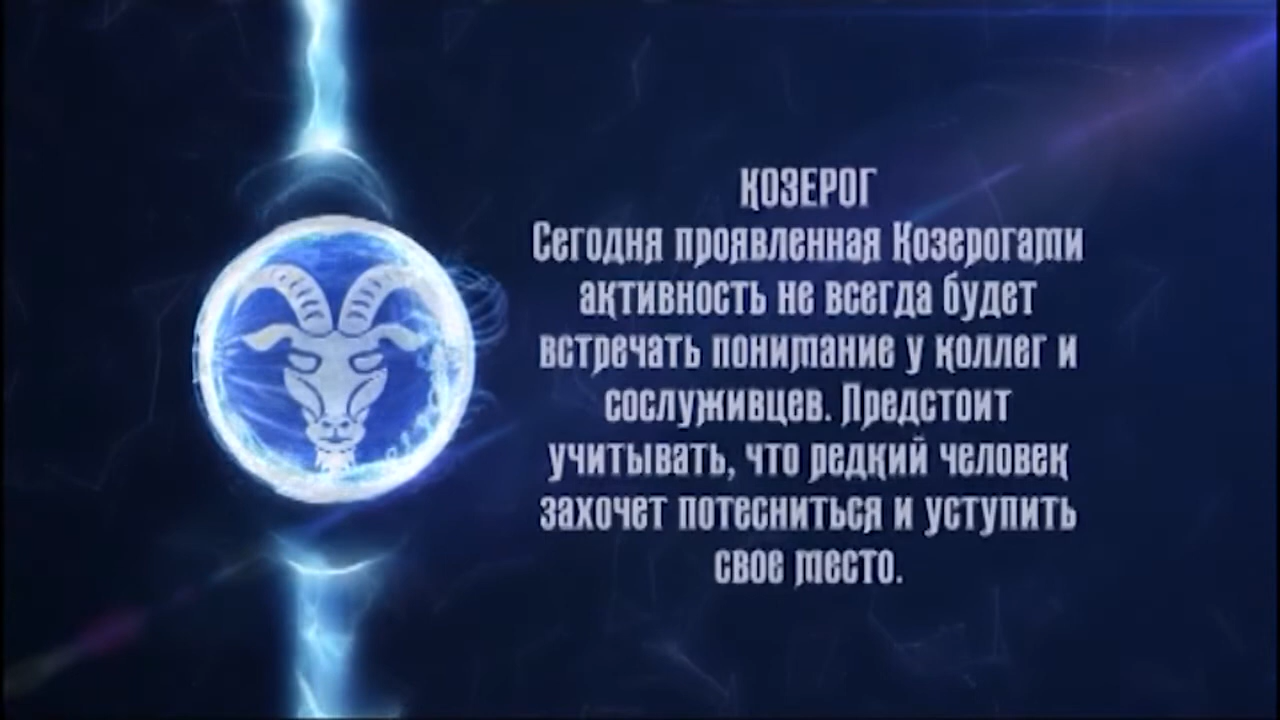 КОЗЕРОГ
Сегодня проявленная Козерогами
активность не всегда будет
встречать понимание у коллег и
сослуживцев. Предстоит
учитывать, что редкий человек
захочет потесниться и уступить
свое место.